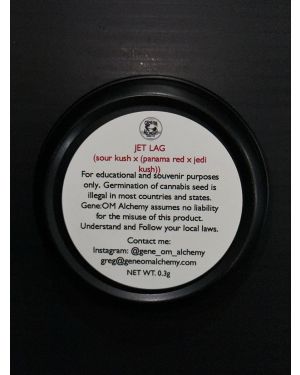 JET LAG
(sour kush x (panama red x jedi
kush))
For educational and souvenir purposes
only. Germination of cannabis seed is
illegal in most countries and states.
Gene:OM Alchemy assumes no liability
for the misuse of this product.
Understand and Follow your local laws.
Contact me:
Instagram: @gene_om_alchemy
greg@geneomalchemy.com
NET WT. 0.3g